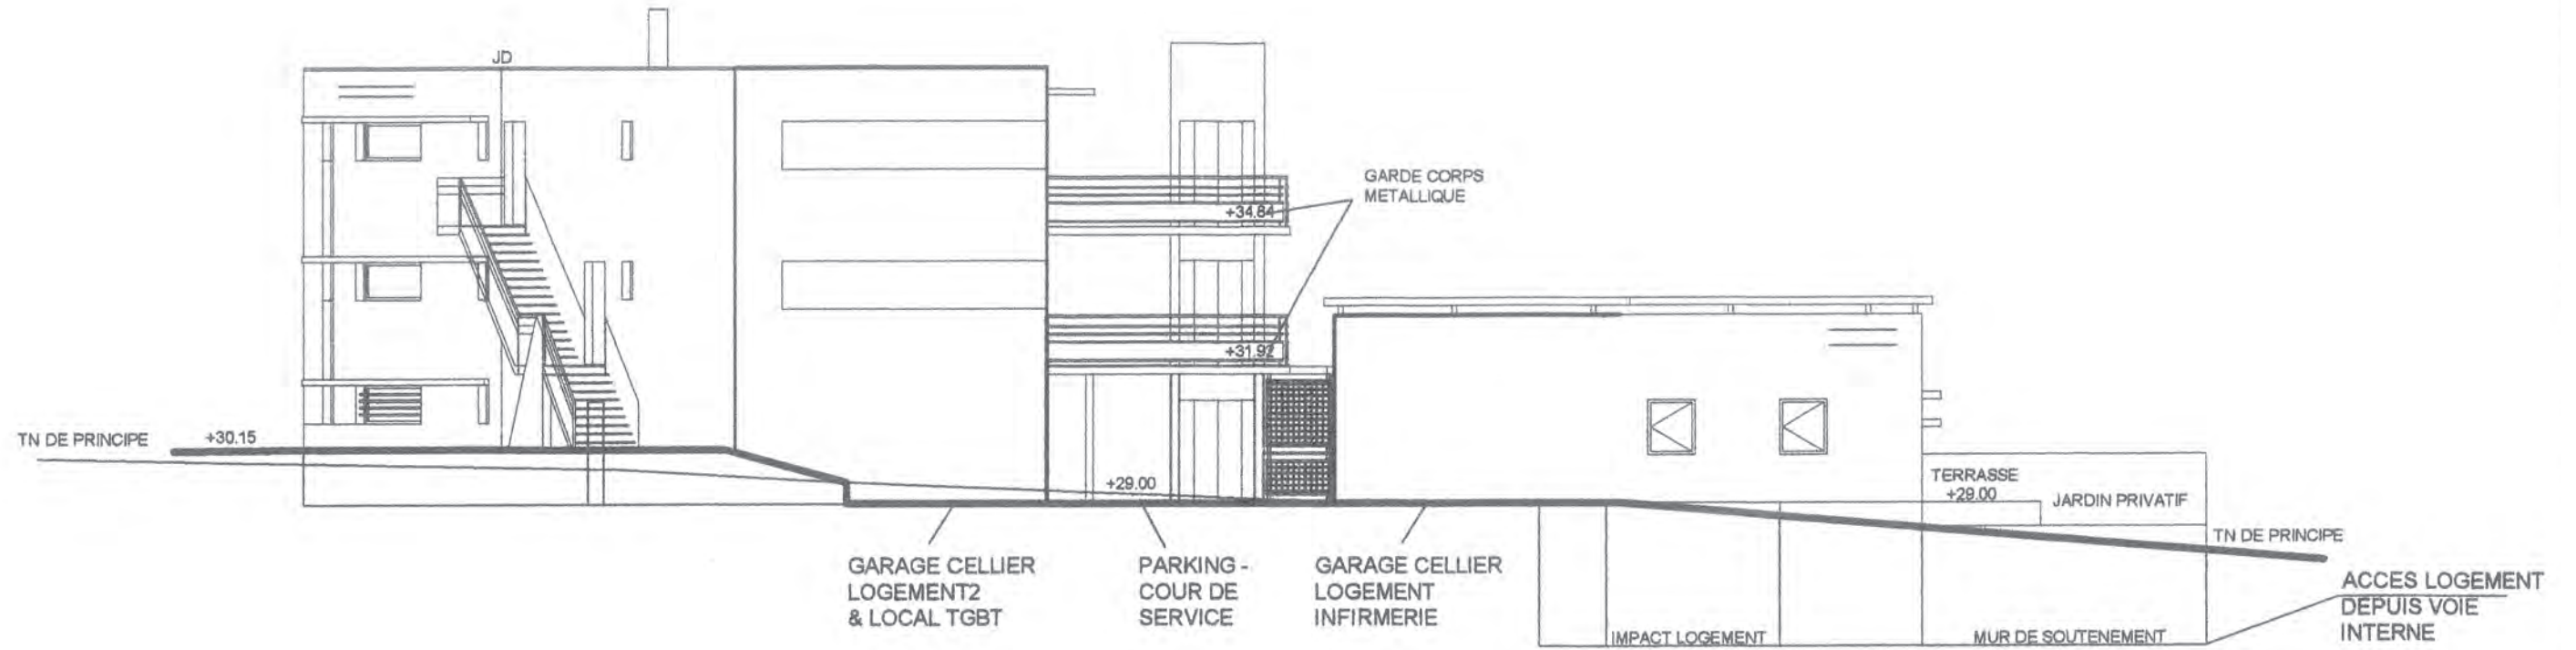 JD
GARDE CORPS
METALLIQUE
+34.84
+31.92
TN DE PRINCIPE
+30.15
+29.00
TERRASSE
+29.00
JARDIN PRIVATIF
TN DE PRINCIPE
GARAGE CELLIER
LOGEMENT2
& LOCAL TGBT
PARKING -
COUR DE
SERVICE
GARAGE CELLIER
LOGEMENT
INFIRMERIE
ACCES LOGEMENT
DEPUIS VOIE
INTERNE
IMPACT LOGEMENT
MUR DE SOUTENEMENT